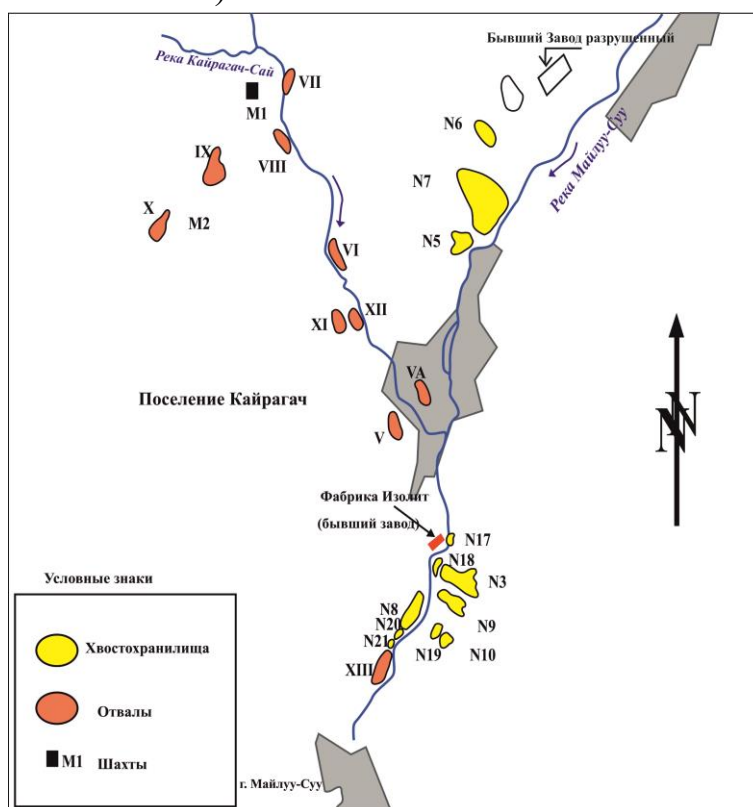 )
Бывший Завод разрушенный
Река Кайрагач-Сай
Река Майлуу-Суу
VII
M1
N6
VIII
IX
N7
X
M2
N5
VI
XII
XI
N
N
VA
Поселение Кайрагач
V
Фабрика Изолит
(бывший завод)
N17
N18
N3
Условные знаки
N8
N20
N9
N21
N19
N10
XIII
Хвостохранилища
Отвалы
M1 Шахты
г. Майлуу-Суу